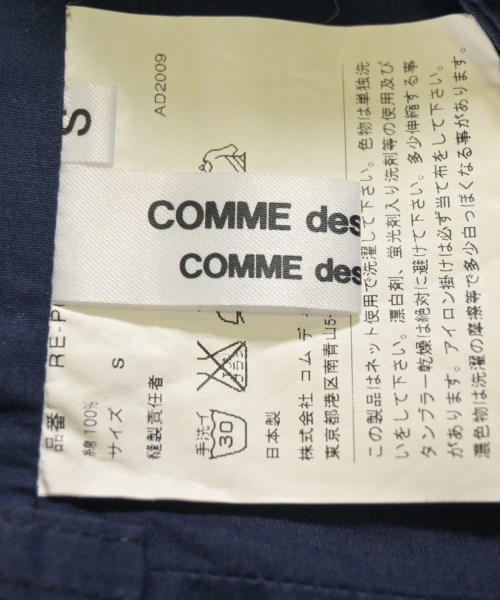 S
COMME des
COMME des
AD2009
品番 RE-P
綿 100%
サイズ S
縫製責任者
手洗イ
30
エンソサラシ
日本製
株式会社 コム デ
東京都港区南青山5-
この製品はネット使用で洗濯して下さい。色物は単独洗
いをして下さい。漂白剤、蛍光剤入り洗剤等の使用及び
タンブラー乾燥は絶対に避けて下さい。多少伸縮する事
があります。アイロン掛けは必ず当て布をして下さい。
濃色物は洗濯の摩擦等で多少白っぽくなる事があります。